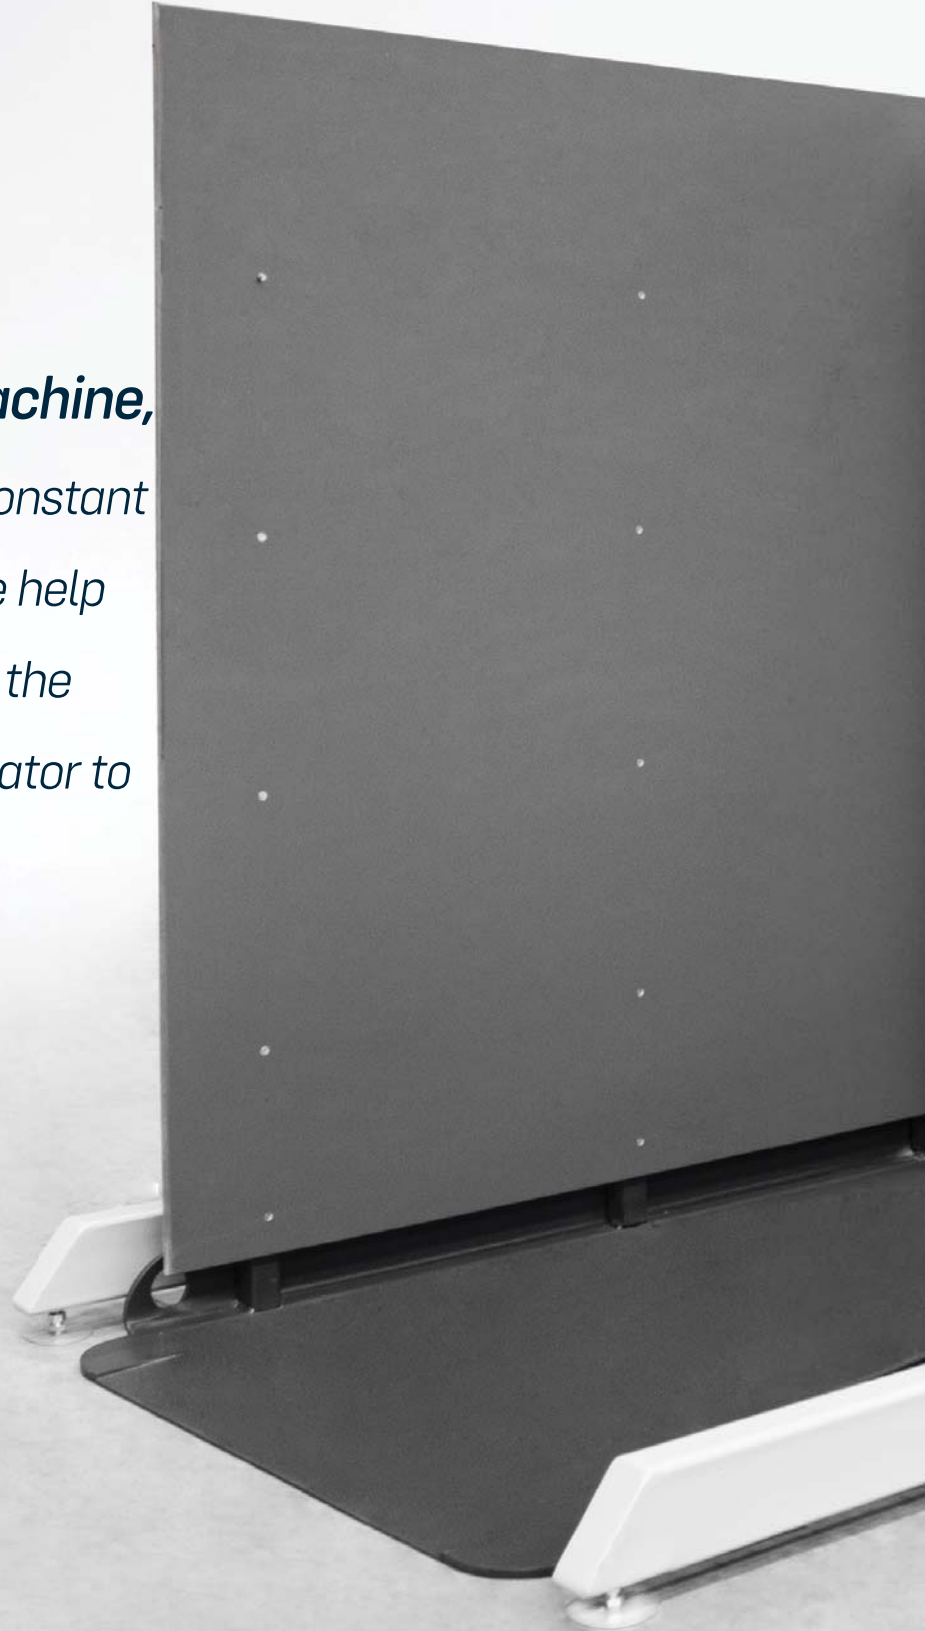 achine,
onstant
e help
the
ator to